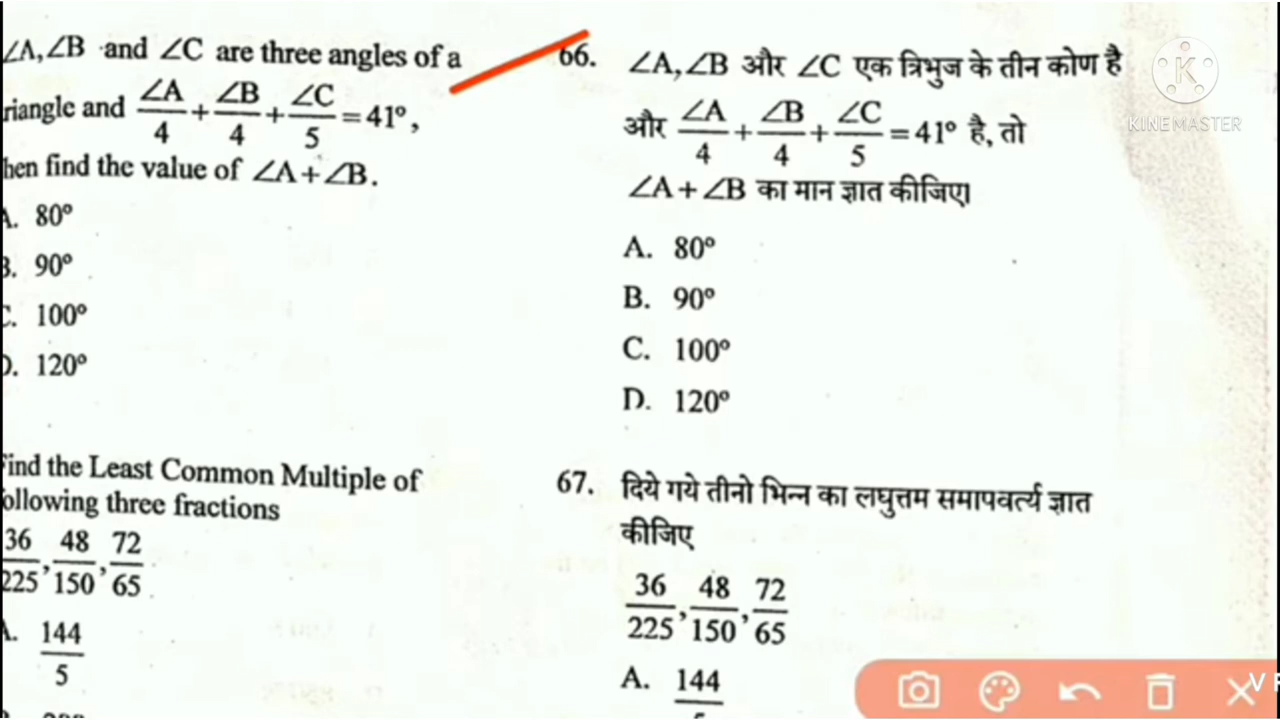 ∠A, ∠B and ∠C are three angles of a
riangle and ∠A/4 + ∠B/4 + ∠C/5 = 41°,
hen find the value of ∠A + ∠B.
A. 80°
B. 90°
C. 100°
D. 120°
Find the Least Common Multiple of
ollowing three fractions
36/225, 48/150, 72/65
A. 144/5
66. ∠A, ∠B और ∠C एक त्रिभुज के तीन कोण है
और ∠A/4 + ∠B/4 + ∠C/5 = 41° है, तो
∠A + ∠B का मान ज्ञात कीजिए।
A. 80°
B. 90°
C. 100°
D. 120°
67. दिये गये तीनो भिन्न का लघुत्तम समापवर्त्य ज्ञात
कीजिए
36/225, 48/150, 72/65
A. 144
K
KINEMASTER